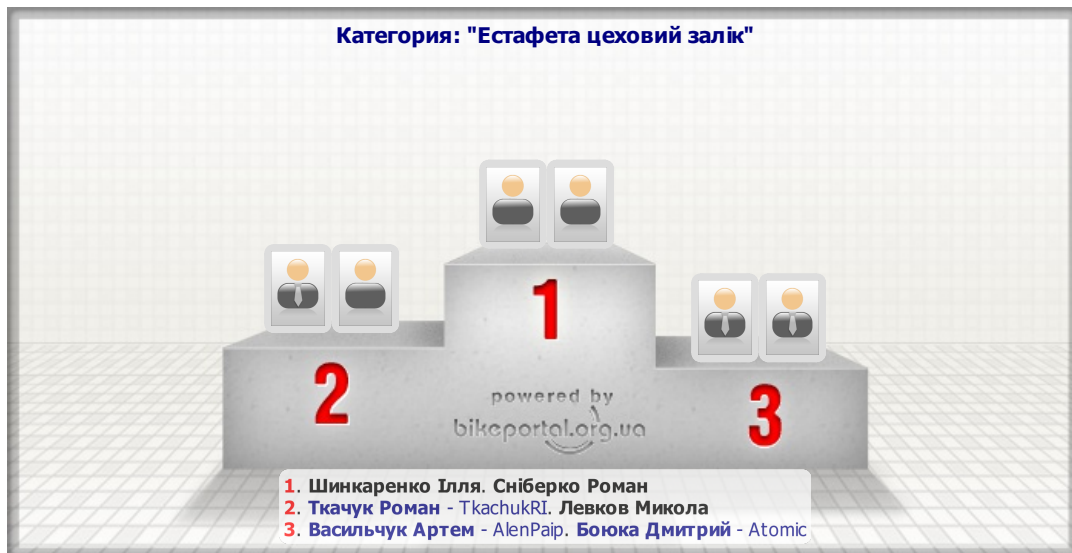 Категория: "Естафета цеховий залік"
1
2
3
powered by
bikeportal.org.ua
1. Шинкаренко Ілля. Сніберко Роман
2. Ткачук Роман - TkachukRI. Левков Микола
3. Васильчук Артем - AlenPaip. Боюка Дмитрий - Atomic